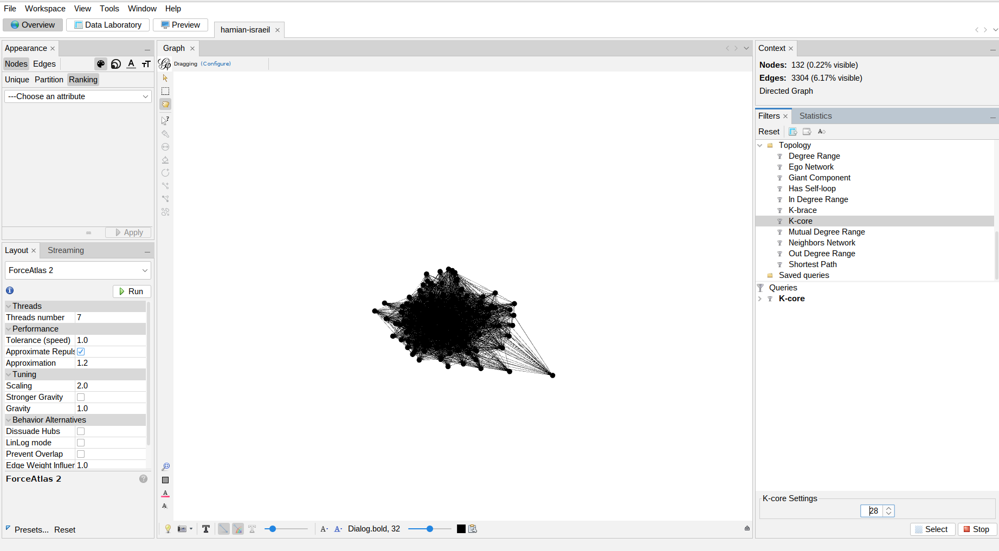 File Workspace View Tools Window Help
Overview Data Laboratory Preview hamian-israeil
Appearance
Nodes Edges
Unique Partition Ranking
---Choose an attribute
Apply
Layout Streaming
ForceAtlas 2
Run
Threads
Threads number 7
Performance
Tolerance (speed) 1.0
Approximate Repuls
Approximation 1.2
Tuning
Scaling 2.0
Stronger Gravity
Gravity 1.0
Behavior Alternatives
Dissuade Hubs
LinLog mode
Prevent Overlap
Edge Weight Influer 1.0
ForceAtlas 2
Presets... Reset
Graph
Dragging (Configure)
Dialog.bold, 32
Context
Nodes: 132 (0.22% visible)
Edges: 3304 (6.17% visible)
Directed Graph
Filters Statistics
Reset
Topology
Degree Range
Ego Network
Giant Component
Has Self-loop
In Degree Range
K-brace
K-core
Mutual Degree Range
Neighbors Network
Out Degree Range
Shortest Path
Saved queries
Queries
K-core
K-core Settings
28
Select Stop